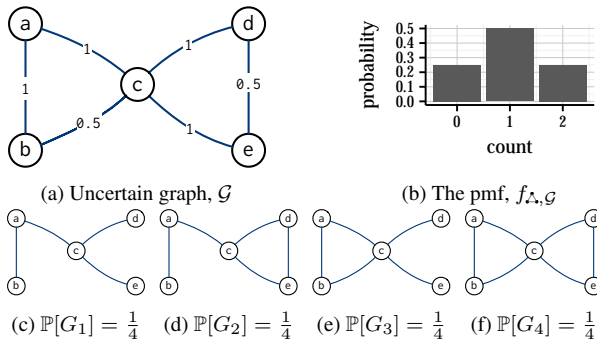 a
d
1
1
1
c
0.5
0.5
1
b
e
probability
0.5
0.4
0.3
0.2
0.1
0.0
0 1 2
count
(a) Uncertain graph, 𝒢
(b) The pmf, f△,𝒢
a d a d a d a d
c c c c
b e b e b e b e
(c) ℙ[G₁] = 1/4 (d) ℙ[G₂] = 1/4 (e) ℙ[G₃] = 1/4 (f) ℙ[G₄] = 1/4